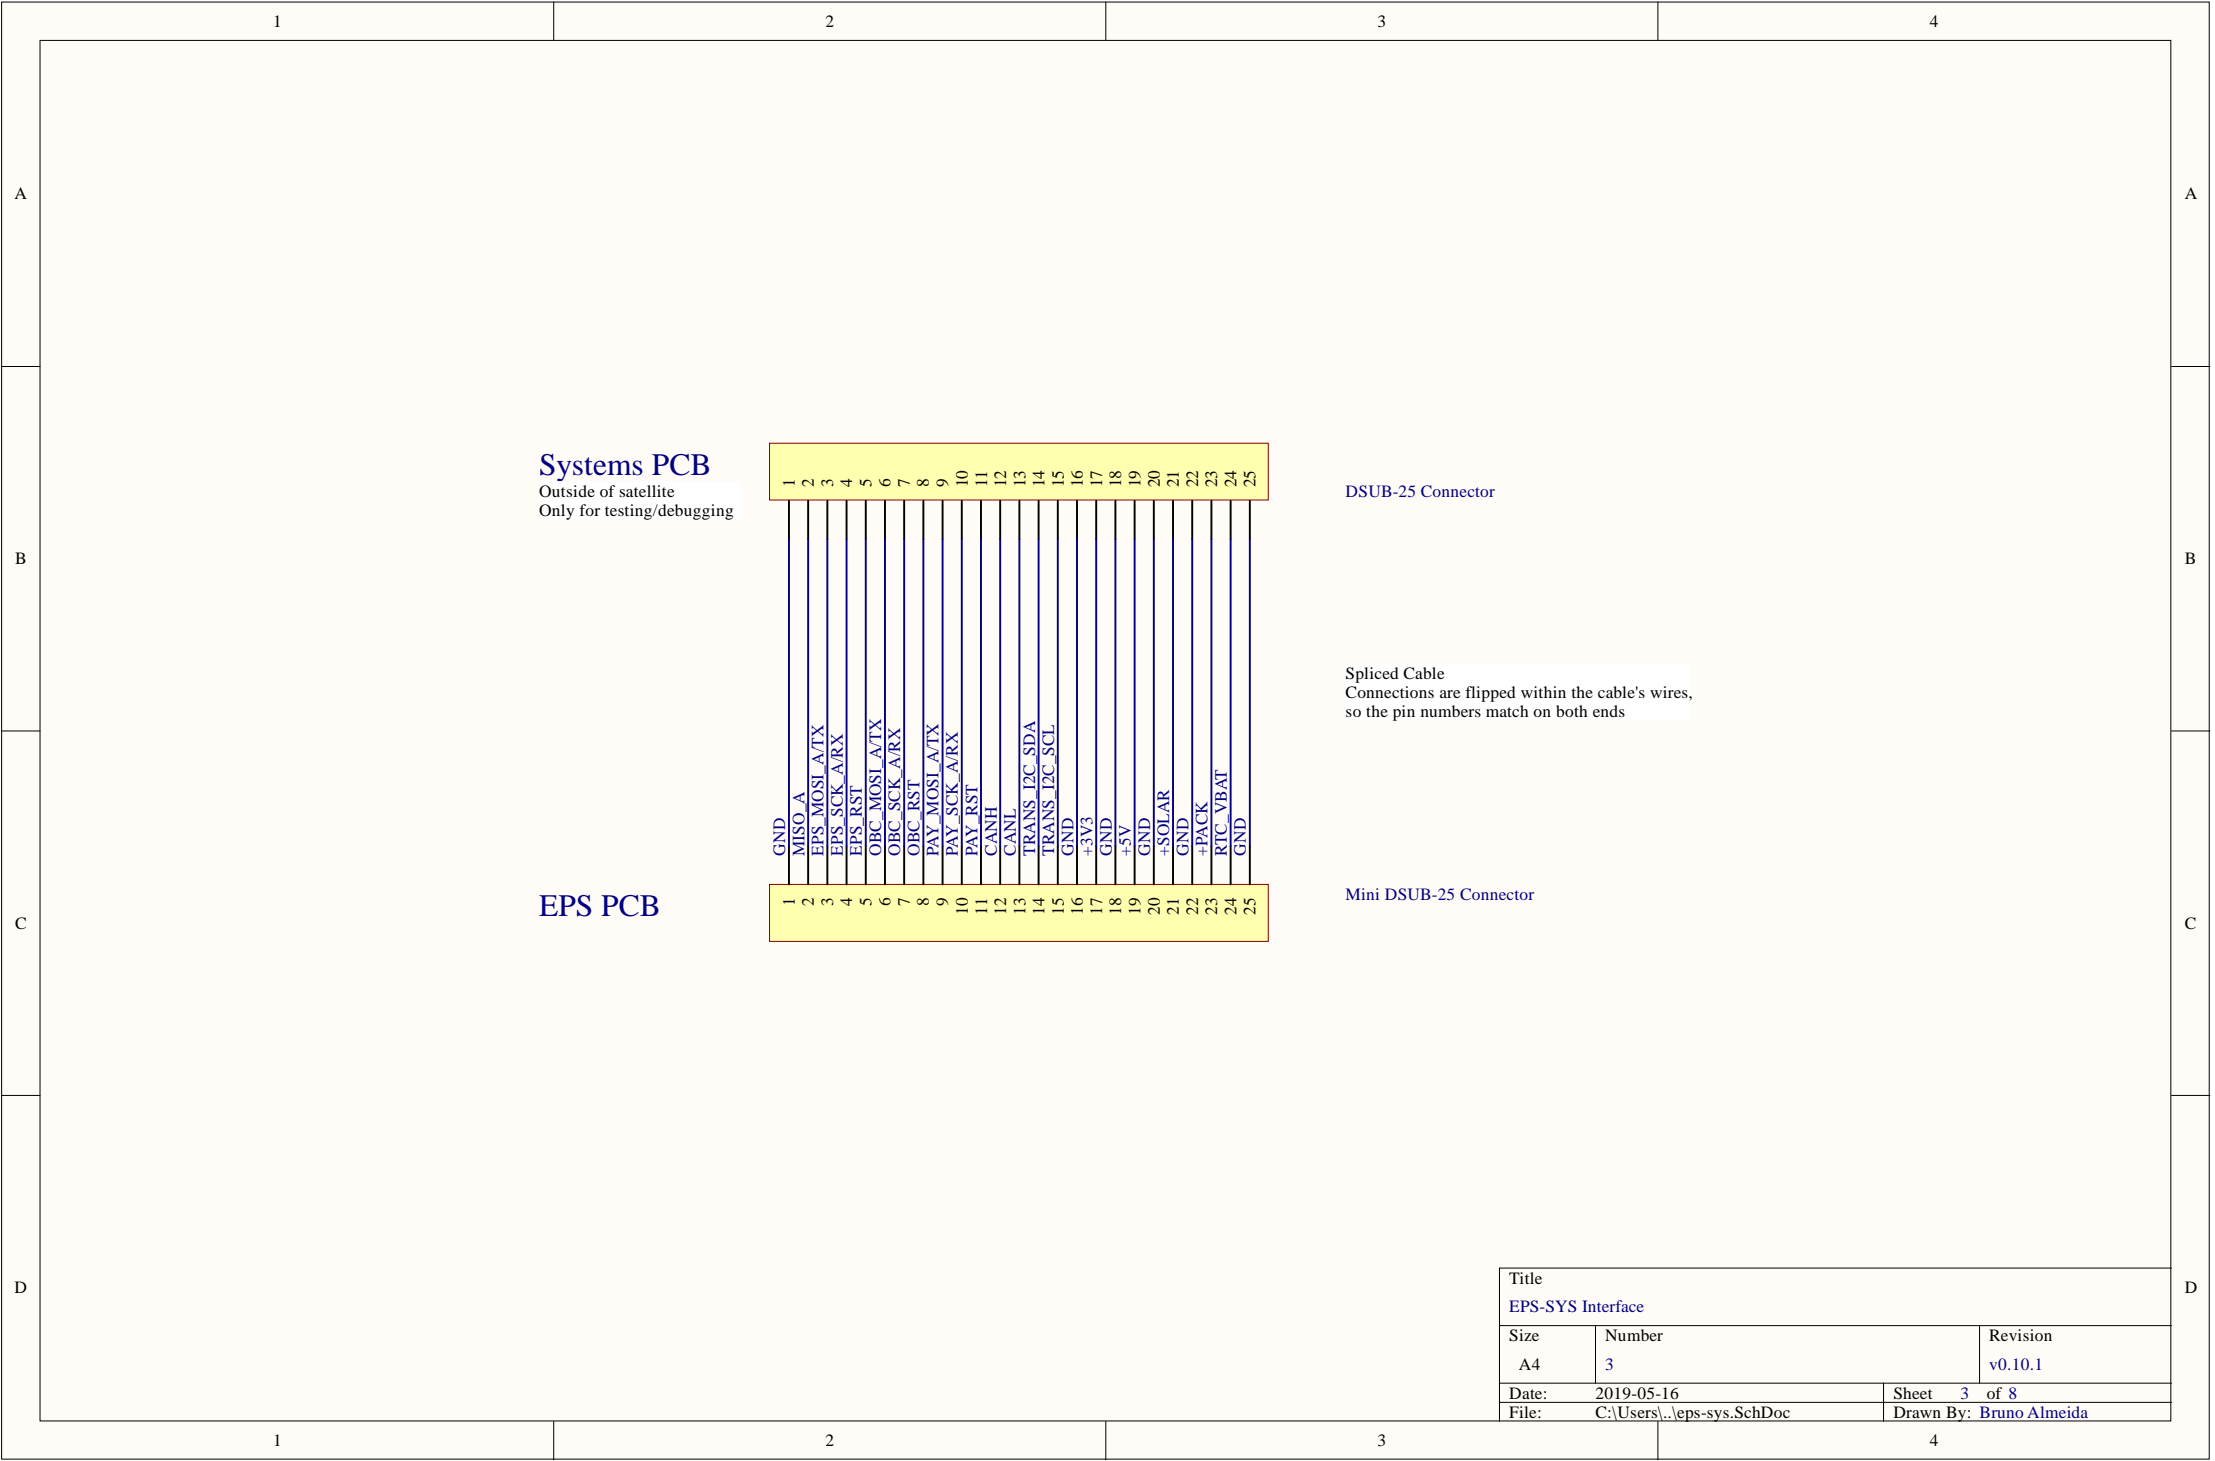 1 2 3 4
A A
Systems PCB
Outside of satellite
Only for testing/debugging
1 2 3 4 5 6 7 8 9 10 11 12 13 14 15 16 17 18 19 20 21 22 23 24 25
DSUB-25 Connector
B B
Spliced Cable
Connections are flipped within the cable's wires,
so the pin numbers match on both ends
GND
MISO_A
EPS_MOSI_A/TX
EPS_SCK_A/RX
EPS_RST
OBC_MOSI_A/TX
OBC_SCK_A/RX
OBC_RST
PAY_MOSI_A/TX
PAY_SCK_A/RX
PAY_RST
CANH
CANL
TRANS_I2C_SDA
TRANS_I2C_SCL
GND
+3V3
GND
+5V
GND
+SOLAR
GND
+PACK
RTC_VBAT
GND
EPS PCB
1 2 3 4 5 6 7 8 9 10 11 12 13 14 15 16 17 18 19 20 21 22 23 24 25
Mini DSUB-25 Connector
C C
D D
Title
EPS-SYS Interface
Size Number Revision
A4 3 v0.10.1
Date: 2019-05-16 Sheet 3 of 8
File: C:\Users\..\eps-sys.SchDoc Drawn By: Bruno Almeida
1 2 3 4